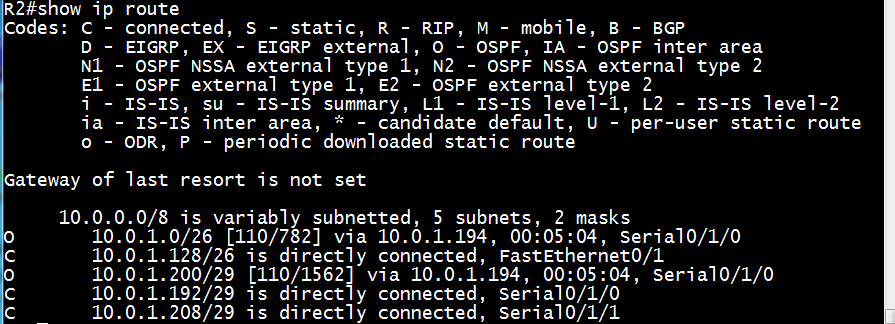 R2#show ip route
Codes: C - connected, S - static, R - RIP, M - mobile, B - BGP
       D - EIGRP, EX - EIGRP external, O - OSPF, IA - OSPF inter area
       N1 - OSPF NSSA external type 1, N2 - OSPF NSSA external type 2
       E1 - OSPF external type 1, E2 - OSPF external type 2
       i - IS-IS, su - IS-IS summary, L1 - IS-IS level-1, L2 - IS-IS level-2
       ia - IS-IS inter area, * - candidate default, U - per-user static route
       o - ODR, P - periodic downloaded static route
Gateway of last resort is not set
     10.0.0.0/8 is variably subnetted, 5 subnets, 2 masks
O       10.0.1.0/26 [110/782] via 10.0.1.194, 00:05:04, Serial0/1/0
C       10.0.1.128/26 is directly connected, FastEthernet0/1
O       10.0.1.200/29 [110/1562] via 10.0.1.194, 00:05:04, Serial0/1/0
C       10.0.1.192/29 is directly connected, Serial0/1/0
C       10.0.1.208/29 is directly connected, Serial0/1/1